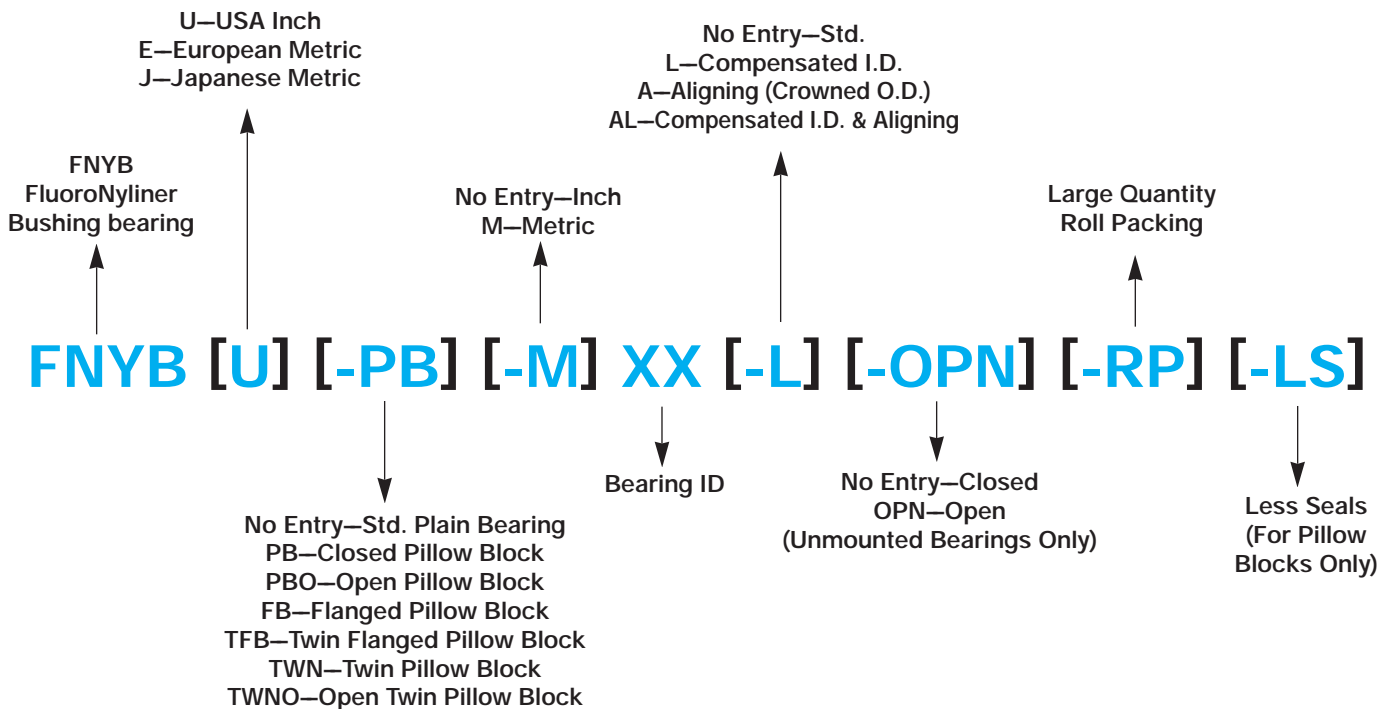 U—USA Inch
E—European Metric
J—Japanese Metric
No Entry—Std.
L—Compensated I.D.
A—Aligning (Crowned O.D.)
AL—Compensated I.D. & Aligning
FNYB
FluoroNyliner
Bushing bearing
No Entry—Inch
M—Metric
Large Quantity
Roll Packing
FNYB [U] [-PB] [-M] XX [-L] [-OPN] [-RP] [-LS]
No Entry—Std. Plain Bearing
PB—Closed Pillow Block
PBO—Open Pillow Block
FB—Flanged Pillow Block
TFB—Twin Flanged Pillow Block
TWN—Twin Pillow Block
TWNO—Open Twin Pillow Block
Bearing ID
No Entry—Closed
OPN—Open
(Unmounted Bearings Only)
Less Seals
(For Pillow
Blocks Only)